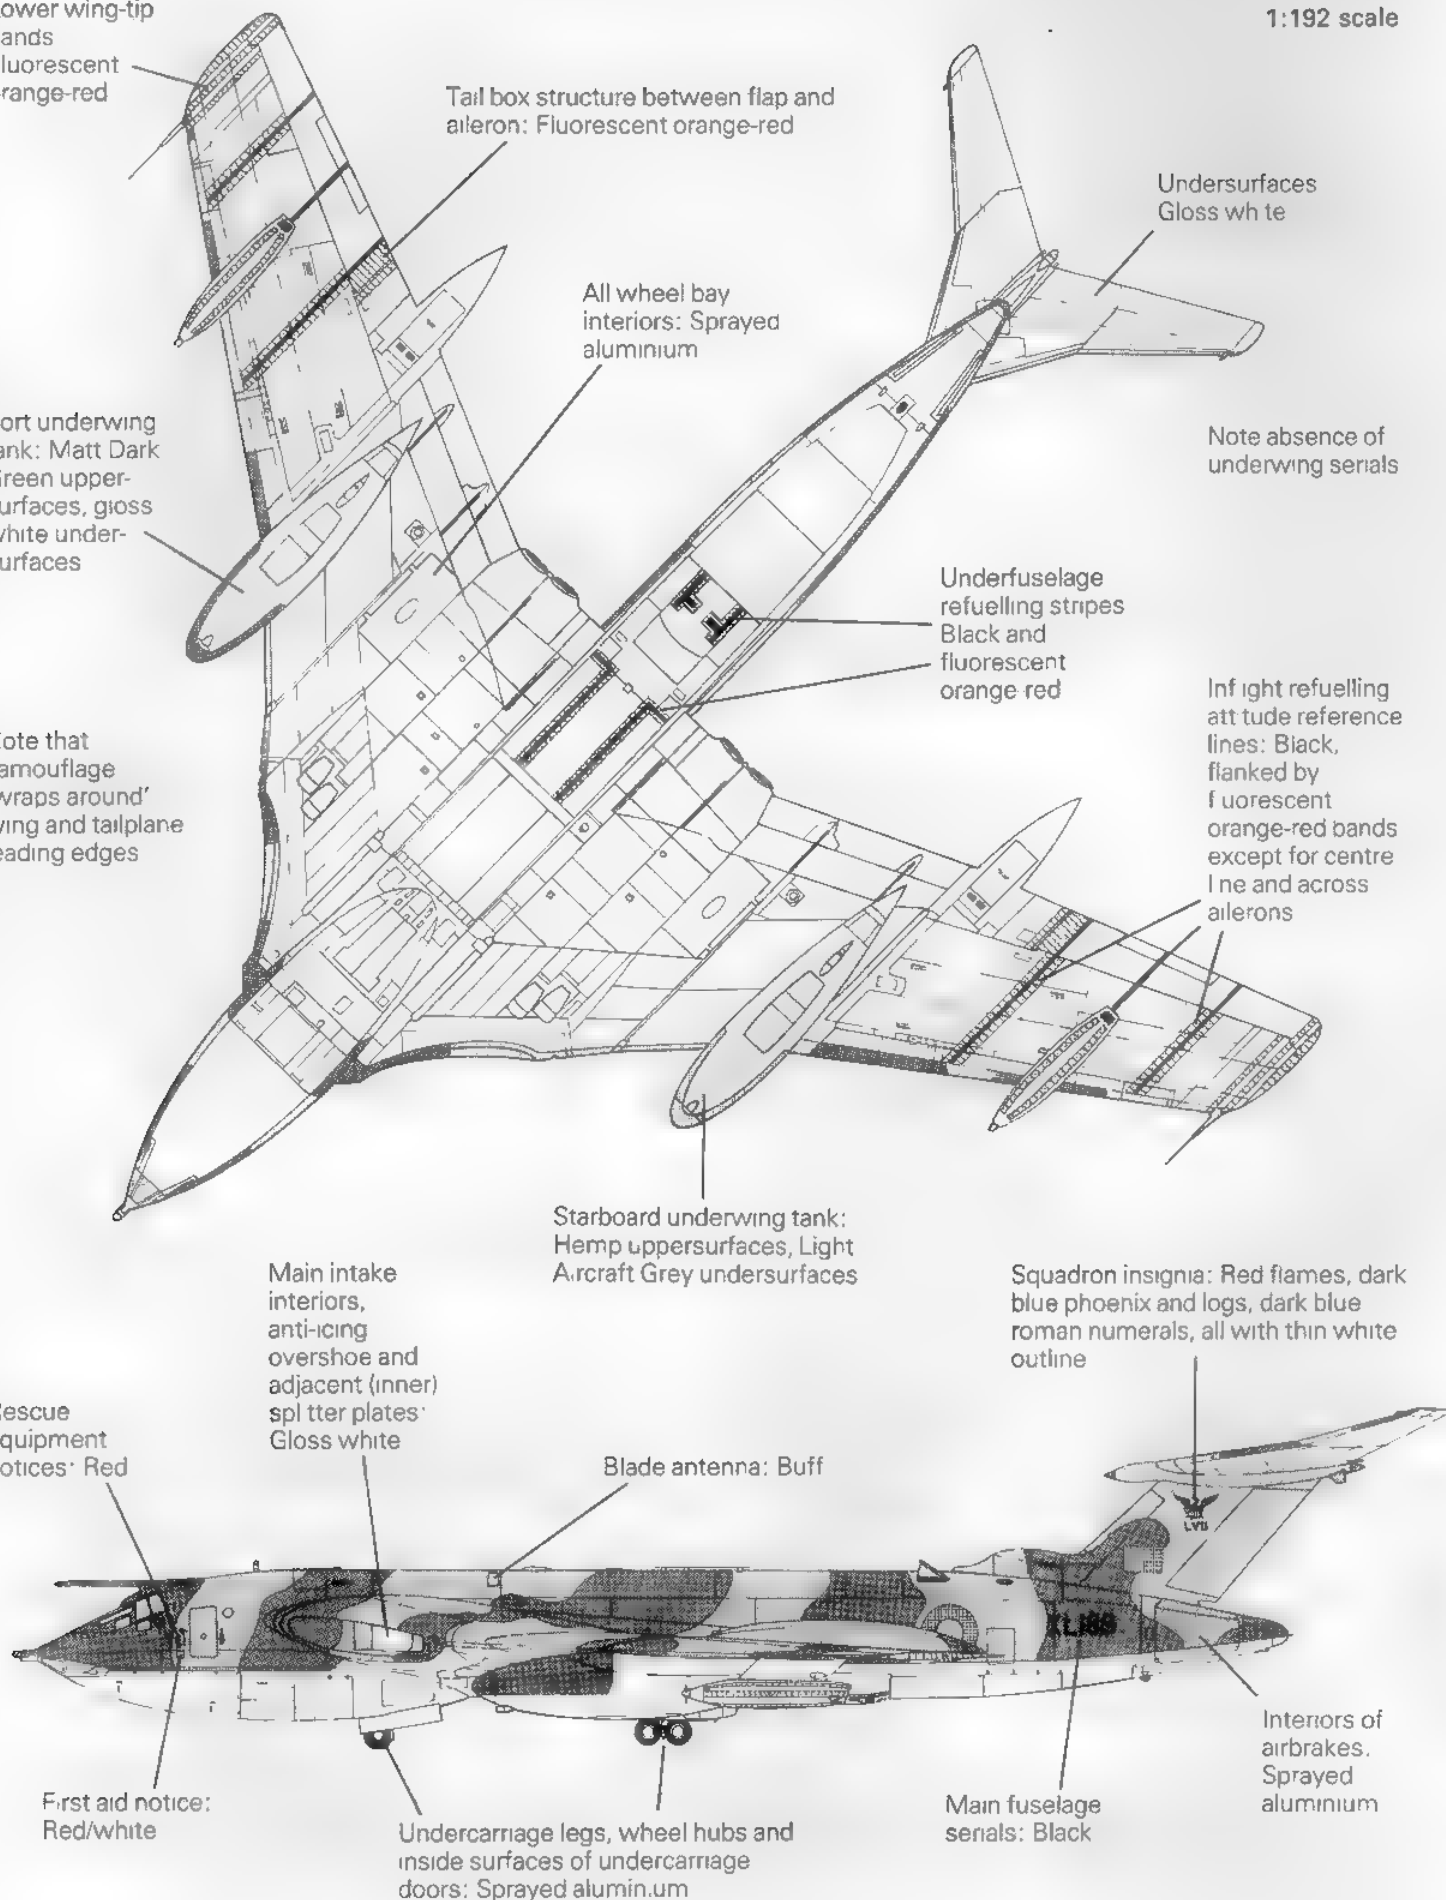 1:192 scale
ower wing-tip
ands
luorescent
range-red
Tail box structure between flap and
aileron: Fluorescent orange-red
Undersurfaces
Gloss wh te
All wheel bay
interiors: Sprayed
aluminium
ort underwing
ank: Matt Dark
reen upper-
urfaces, gloss
hite under-
urfaces
Note absence of
underwing serials
Underfuselage
refuelling stripes
Black and
fluorescent
orange red
Inf ight refuelling
att tude reference
lines: Black,
flanked by
f uorescent
orange-red bands
except for centre
l ne and across
ailerons
ote that
amouflage
wraps around'
ing and tailplane
eading edges
Starboard underwing tank:
Hemp uppersurfaces, Light
Aircraft Grey undersurfaces
Main intake
interiors,
anti-icing
overshoe and
adjacent (inner)
spl tter plates:
Gloss white
Squadron insignia: Red flames, dark
blue phoenix and logs, dark blue
roman numerals, all with thin white
outline
escue
quipment
otices: Red
Blade antenna: Buff
LVII
First aid notice:
Red/white
Undercarriage legs, wheel hubs and
inside surfaces of undercarriage
doors: Sprayed aluminium
Main fuselage
serials: Black
Interiors of
airbrakes.
Sprayed
aluminium